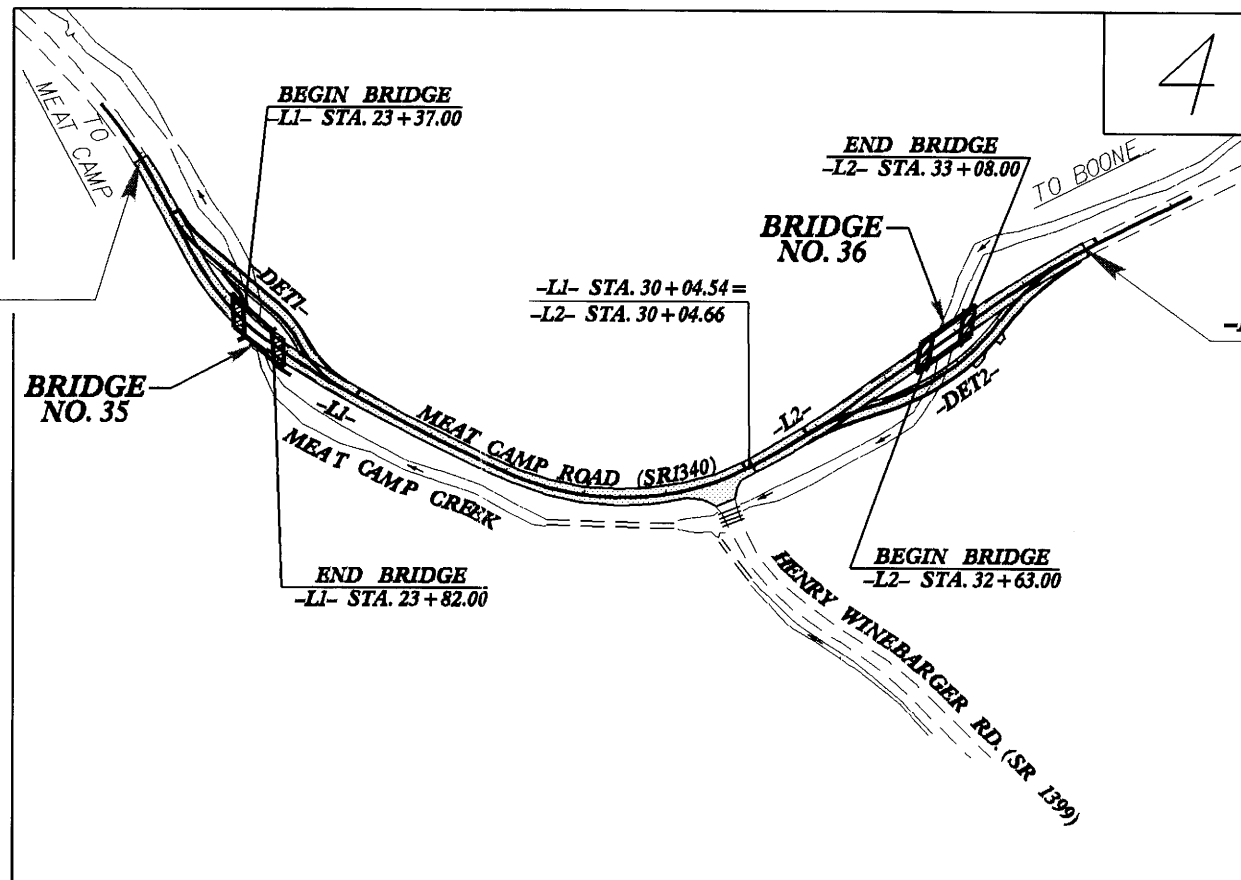 4
TO
MEAT CAMP
BEGIN BRIDGE
-L1- STA. 23+37.00
END BRIDGE
-L2- STA. 33+08.00
TO BOONE
BRIDGE
NO. 36
-DET1-
-L1- STA. 30+04.54=
-L2- STA. 30+04.66
BRIDGE
NO. 35
-L1-
MEAT CAMP ROAD (SR1340)
-L2-
-DET2-
MEAT CAMP CREEK
END BRIDGE
-L1- STA. 23+82.00
BEGIN BRIDGE
-L2- STA. 32+63.00
HENRY WINEBARGER RD. (SR 1399)